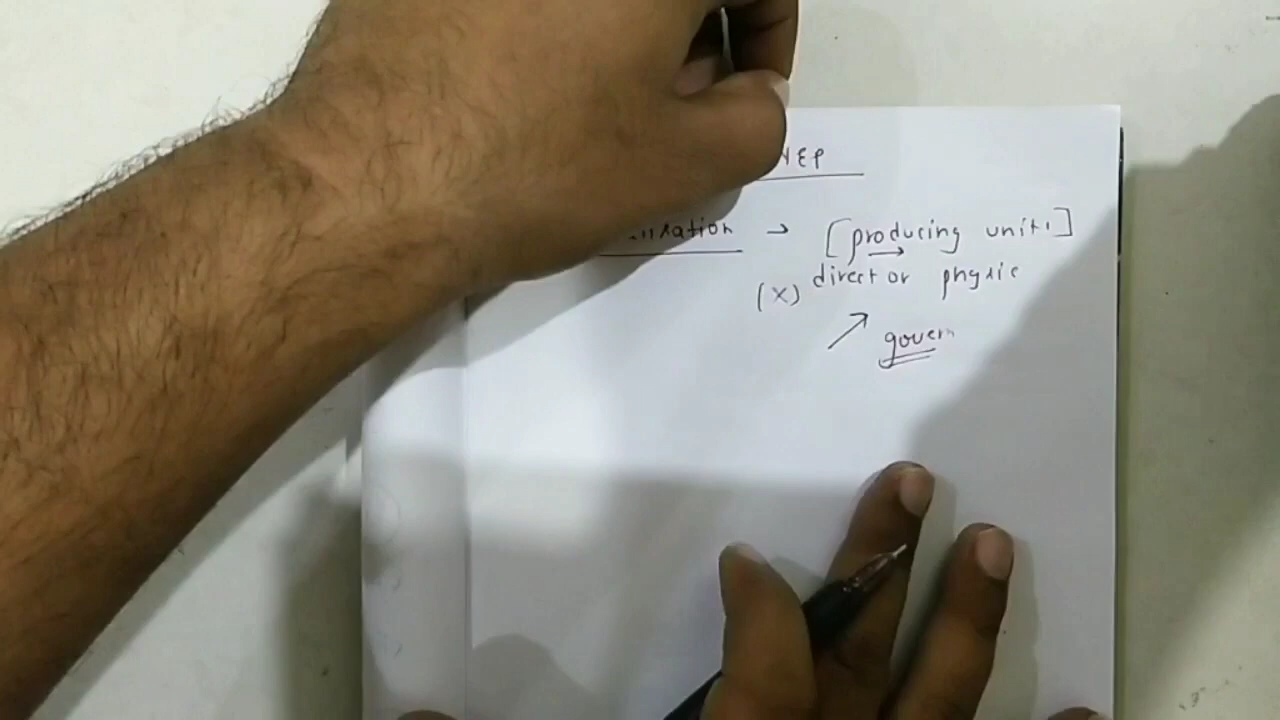 NEP
→ [producing units]
(x) direct or physic
↗ govern